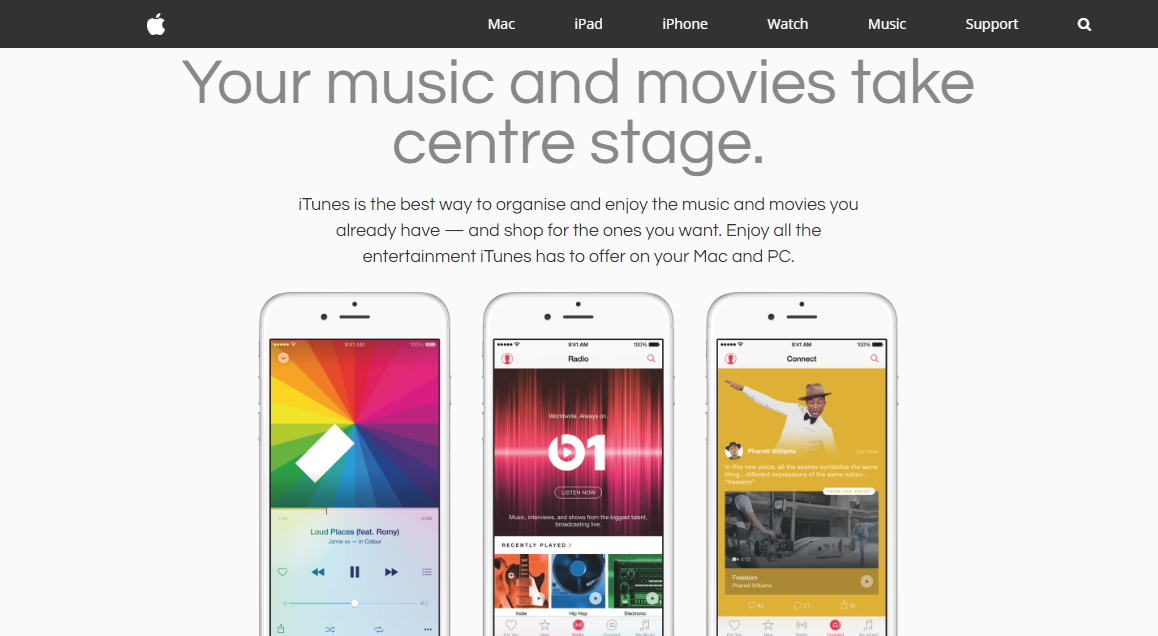 Mac iPad iPhone Watch Music Support
Your music and movies take
centre stage.
iTunes is the best way to organise and enjoy the music and movies you
already have — and shop for the ones you want. Enjoy all the
entertainment iTunes has to offer on your Mac and PC.
9:41 AM 100%
Loud Places (feat. Romy)
Jamie xx — In Colour
9:41 AM 100%
Radio
Worldwide. Always on.
b1
LISTEN NOW
Music, interviews, and shows from the biggest talent,
broadcasting live.
RECENTLY PLAYED
Indie Hip Hop Electronic
For You New Radio Connect My Music
9:41 AM 100%
Connect
Pharrell Williams Just Now
In this new place, all the scenes symbolize the same
thing...different expressions of the same notion...
"freedom"
FROM THE ARTIST
Freedom
Pharrell Williams
For You New Radio Connect My Music